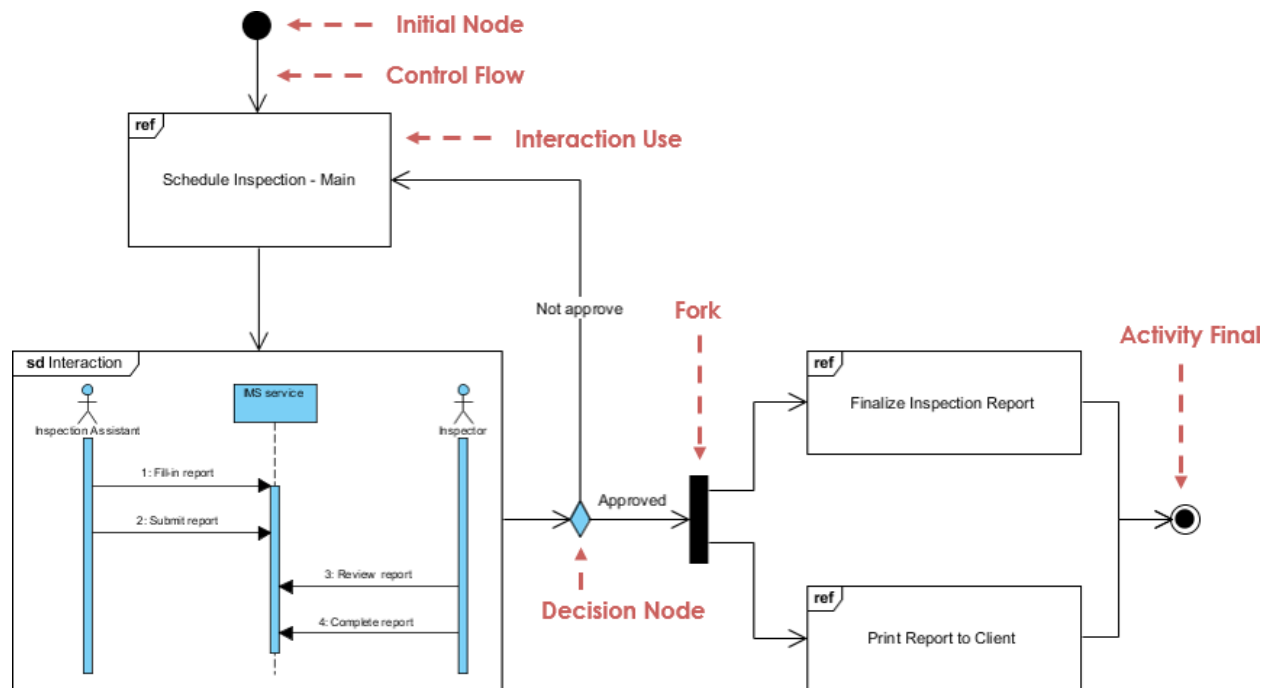 Initial Node
Control Flow
ref
Interaction Use
Schedule Inspection - Main
Not approve
Fork
Activity Final
sd Interaction
IMS service
Inspection Assistant
Inspector
ref
Finalize Inspection Report
1: Fill-in report
Approved
2: Submit report
3: Review report
Decision Node
ref
4: Complete report
Print Report to Client